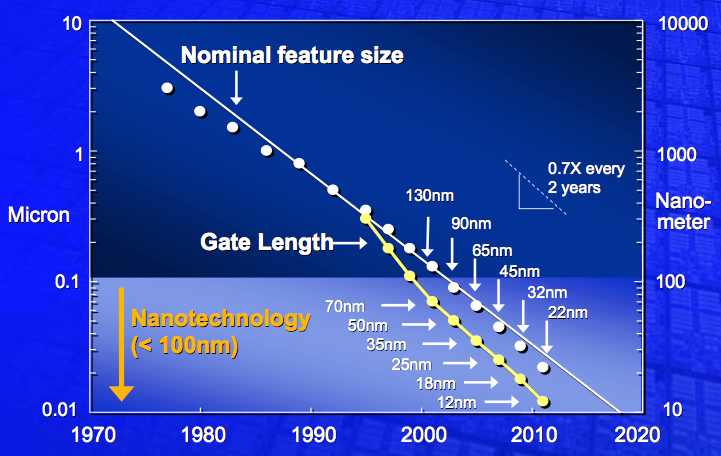 10
10000
Nominal feature size
1
1000
0.7X every
2 years
130nm
90nm
Micron
Nano-
meter
Gate Length
65nm
45nm
0.1
100
32nm
22nm
Nanotechnology
(< 100nm)
70nm
50nm
35nm
25nm
18nm
12nm
0.01
10
1970
1980
1990
2000
2010
2020